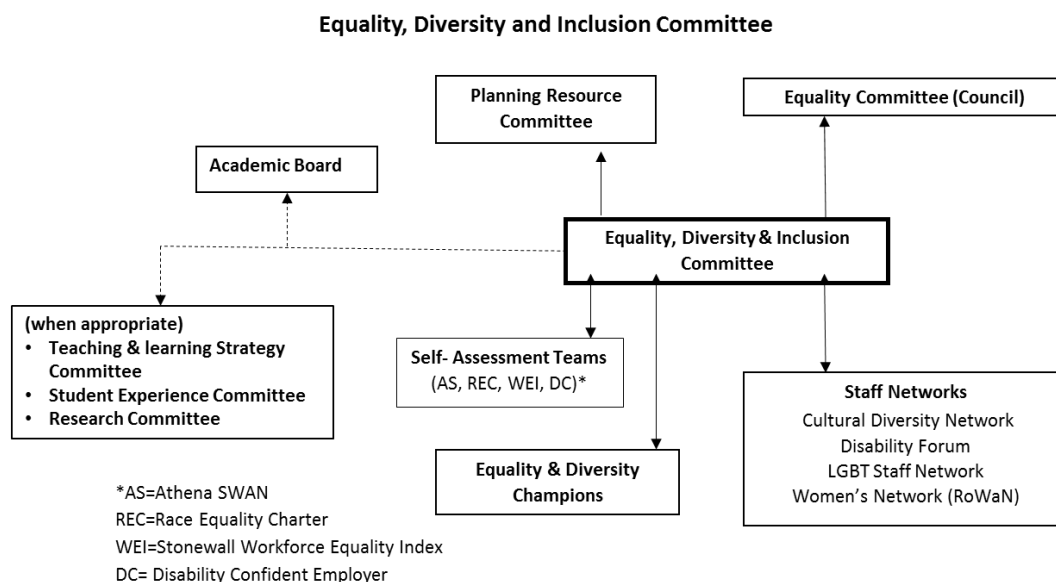 Equality, Diversity and Inclusion Committee
Planning Resource
Committee
Equality Committee (Council)
Academic Board
Equality, Diversity & Inclusion
Committee
(when appropriate)
• Teaching & learning Strategy
Committee
• Student Experience Committee
• Research Committee
Self- Assessment Teams
(AS, REC, WEI, DC)*
Staff Networks
Cultural Diversity Network
Disability Forum
LGBT Staff Network
Women’s Network (RoWaN)
Equality & Diversity
Champions
*AS=Athena SWAN
REC=Race Equality Charter
WEI=Stonewall Workforce Equality Index
DC= Disability Confident Employer